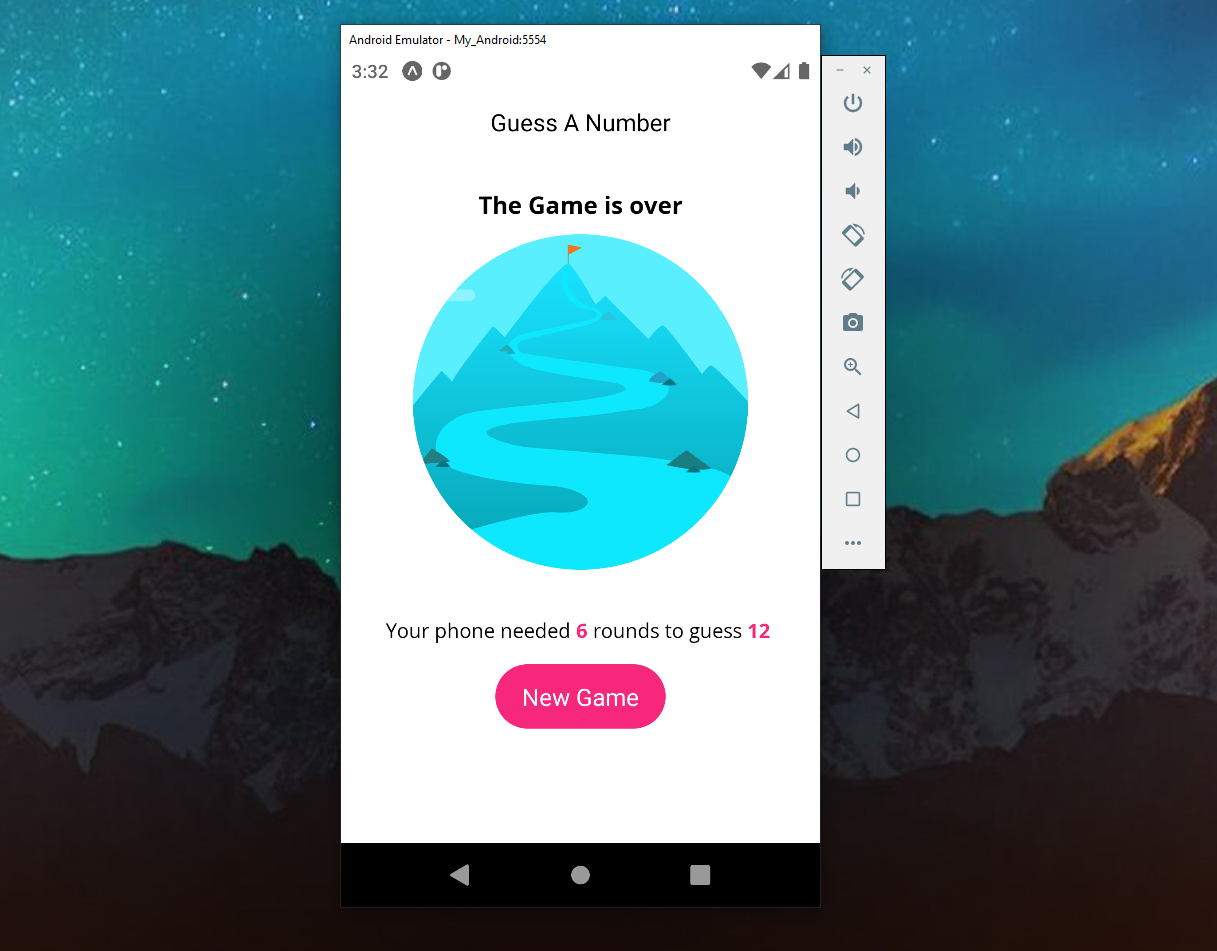 Android Emulator - My_Android:5554
3:32
Guess A Number
The Game is over
Your phone needed 6 rounds to guess 12
New Game